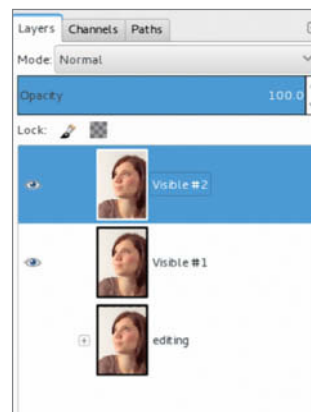 Layers Channels Paths
Mode: Normal
Opacity 100.0
Lock:
Visible #2
Visible #1
editing